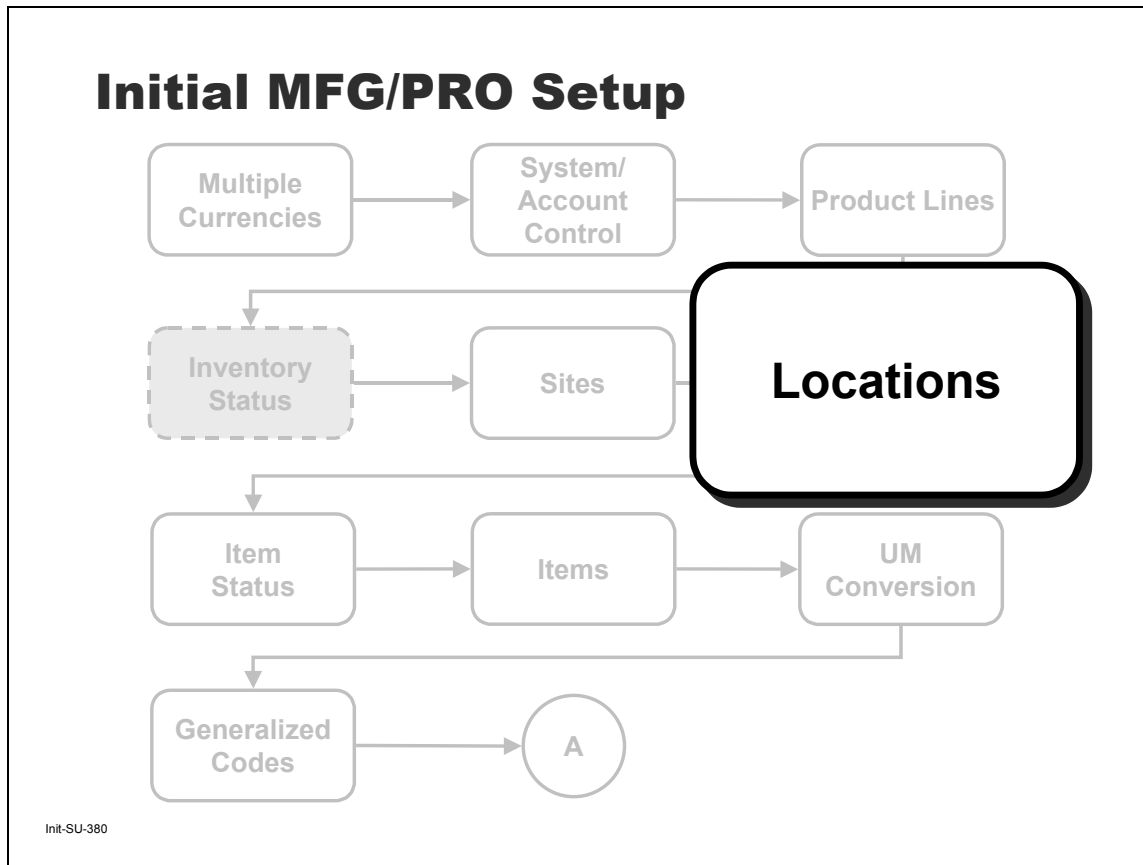 Initial MFG/PRO Setup
Multiple
Currencies
System/
Account
Control
Product Lines
Inventory
Status
Sites
Locations
Item
Status
Items
UM
Conversion
Generalized
Codes
A
Init-SU-380